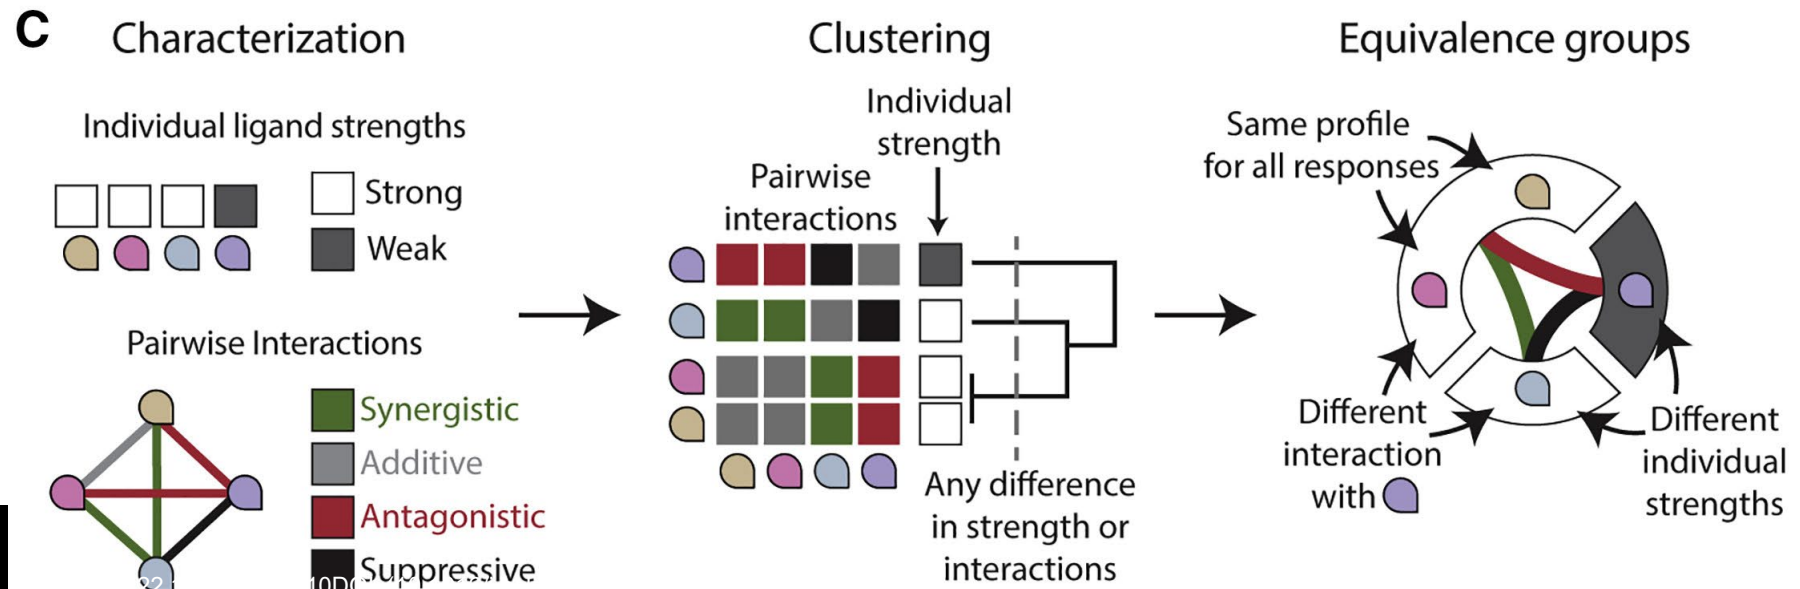 C
Characterization
Individual ligand strengths
Strong
Weak
Pairwise Interactions
Synergistic
Additive
Antagonistic
Suppressive
Clustering
Individual
strength
Pairwise
interactions
Any difference
in strength or
interactions
Equivalence groups
Same profile
for all responses
Different
interaction
with
Different
individual
strengths